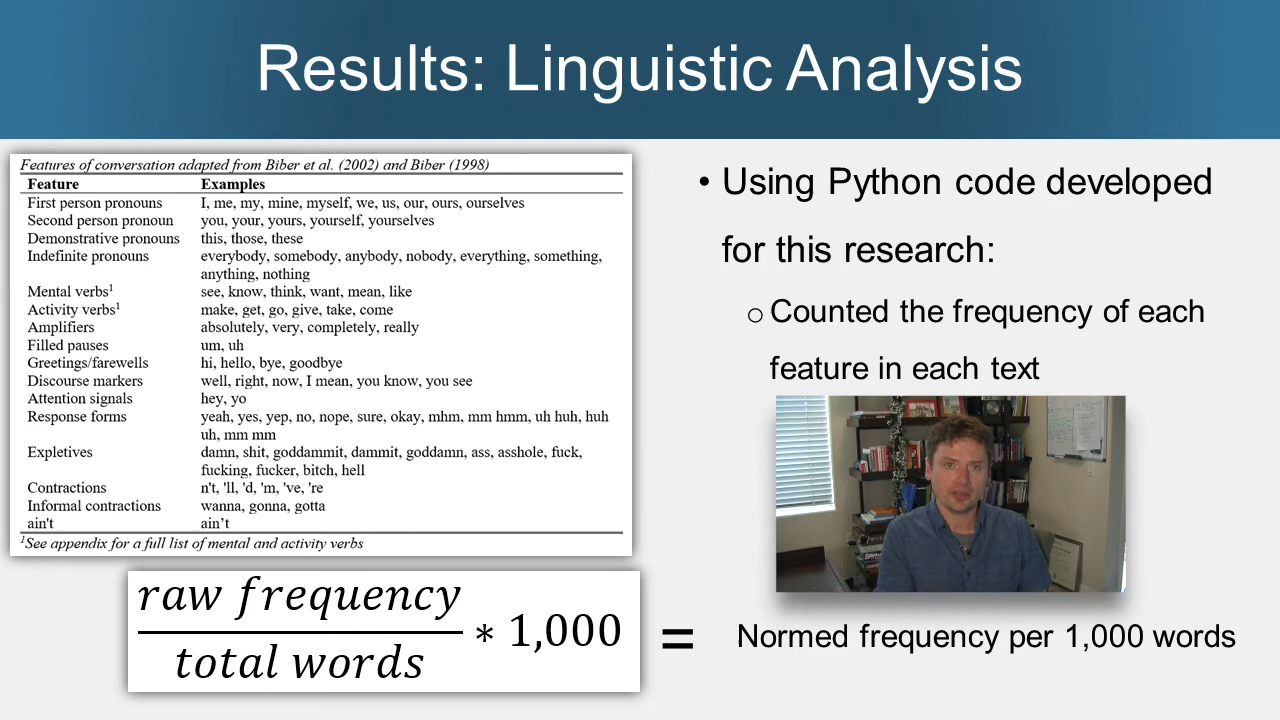 Results: Linguistic Analysis
Features of conversation adapted from Biber et al. (2002) and Biber (1998)
Feature Examples
First person pronouns I, me, my, mine, myself, we, us, our, ours, ourselves
Second person pronoun you, your, yours, yourself, yourselves
Demonstrative pronouns this, those, these
Indefinite pronouns everybody, somebody, anybody, nobody, everything, something,
anything, nothing
Mental verbs¹ see, know, think, want, mean, like
Activity verbs¹ make, get, go, give, take, come
Amplifiers absolutely, very, completely, really
Filled pauses um, uh
Greetings/farewells hi, hello, bye, goodbye
Discourse markers well, right, now, I mean, you know, you see
Attention signals hey, yo
Response forms yeah, yes, yep, no, nope, sure, okay, mhm, mm hmm, uh huh, huh
uh, mm mm
Expletives damn, shit, goddammit, dammit, goddamn, ass, asshole, fuck,
fucking, fucker, bitch, hell
Contractions n't, 'll, 'd, 'm, 've, 're
Informal contractions wanna, gonna, gotta
ain't ain’t
¹See appendix for a full list of mental and activity verbs
• Using Python code developed
for this research:
o Counted the frequency of each
feature in each text
raw frequency
total words
* 1,000
=
Normed frequency per 1,000 words